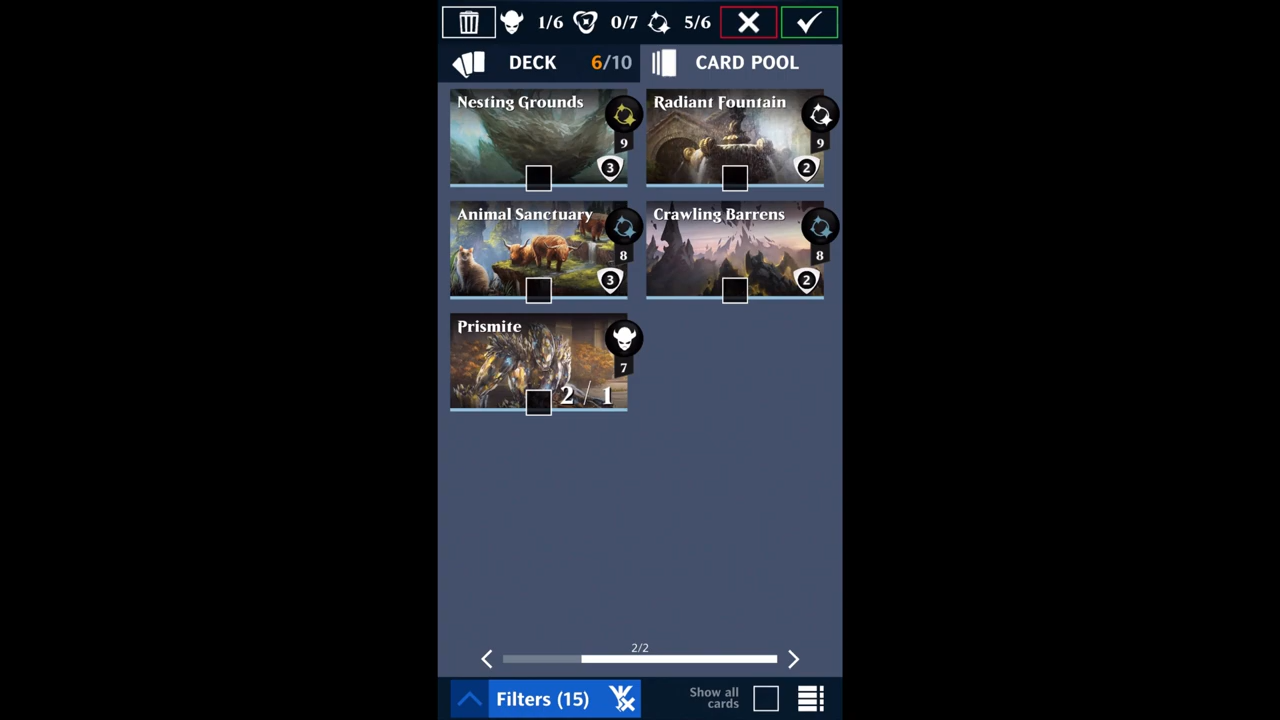 1/6 0/7 5/6
DECK 6/10 CARD POOL
Nesting Grounds
9
3
Radiant Fountain
9
2
Animal Sanctuary
8
3
Crawling Barrens
8
2
Prismite
7
2 / 1
2/2
Filters (15)
Show all
cards